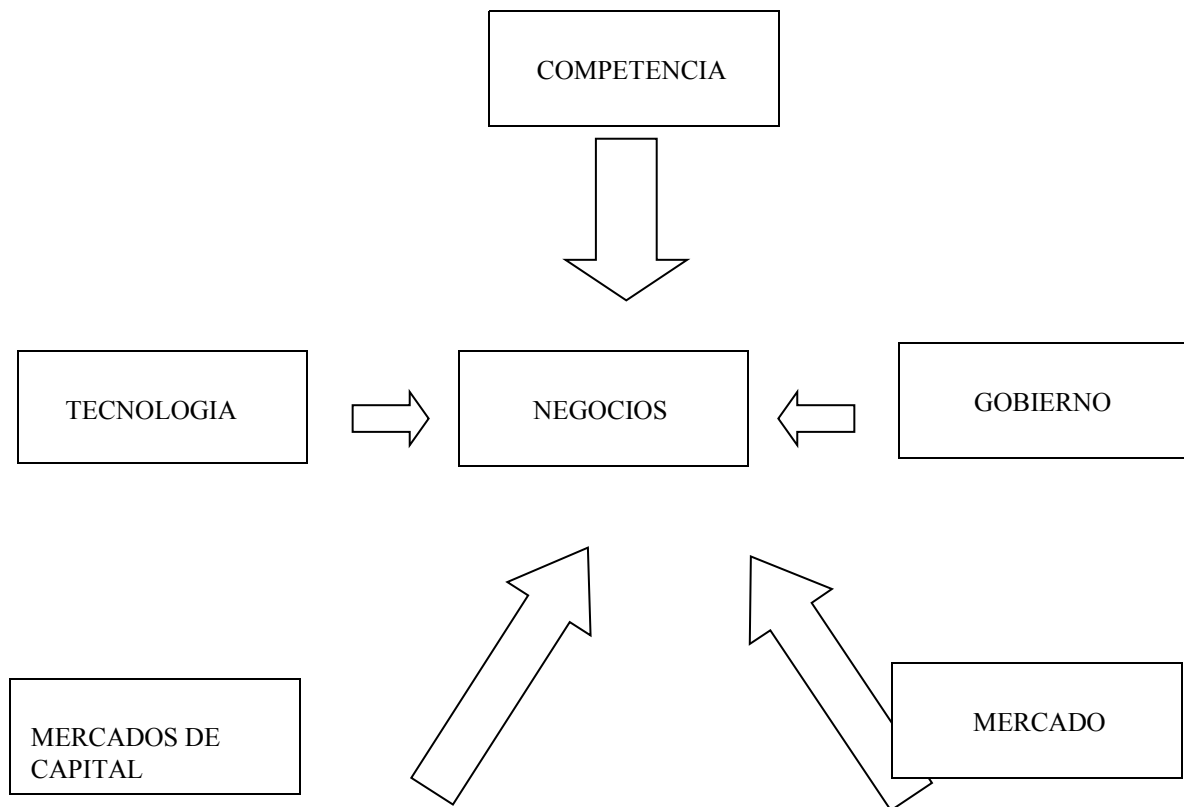 COMPETENCIA
TECNOLOGIA
NEGOCIOS
GOBIERNO
MERCADOS DE
CAPITAL
MERCADO